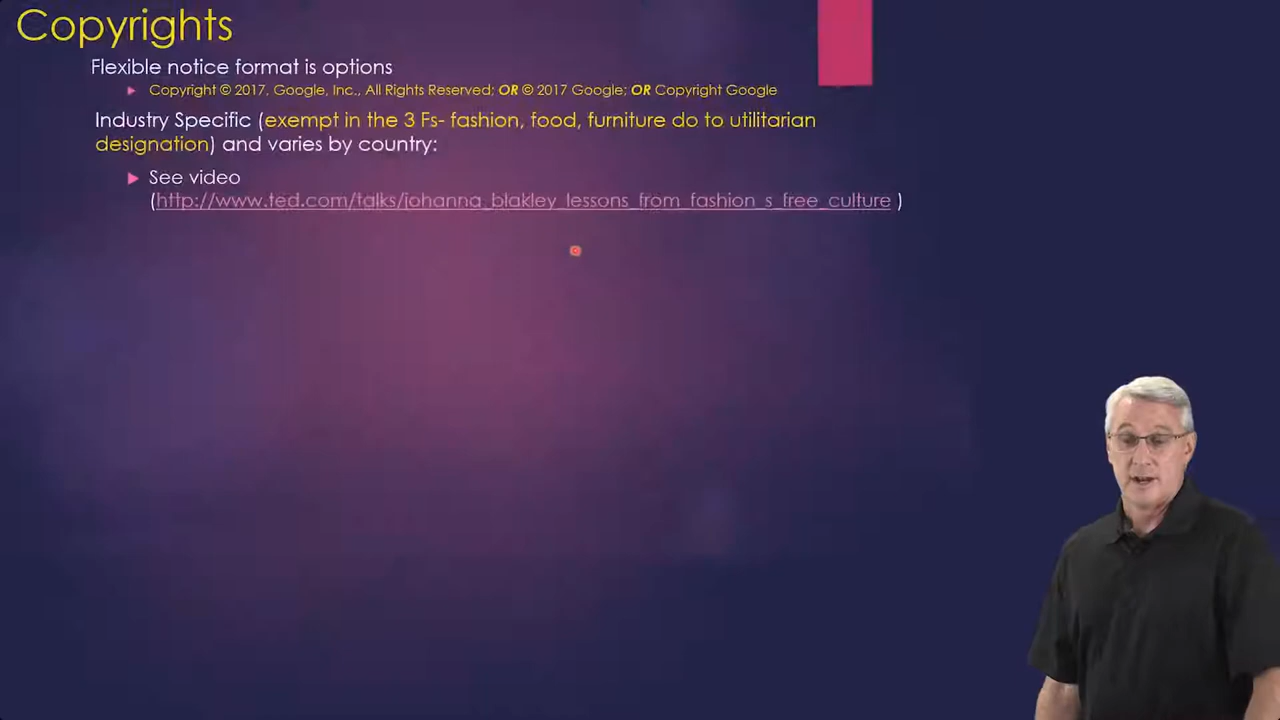 Copyrights
Flexible notice format is options
Copyright © 2017, Google, Inc., All Rights Reserved; OR © 2017 Google; OR Copyright Google
Industry Specific (exempt in the 3 Fs- fashion, food, furniture do to utilitarian
designation) and varies by country:
See video
(http://www.ted.com/talks/johanna_blakley_lessons_from_fashion_s_free_culture )